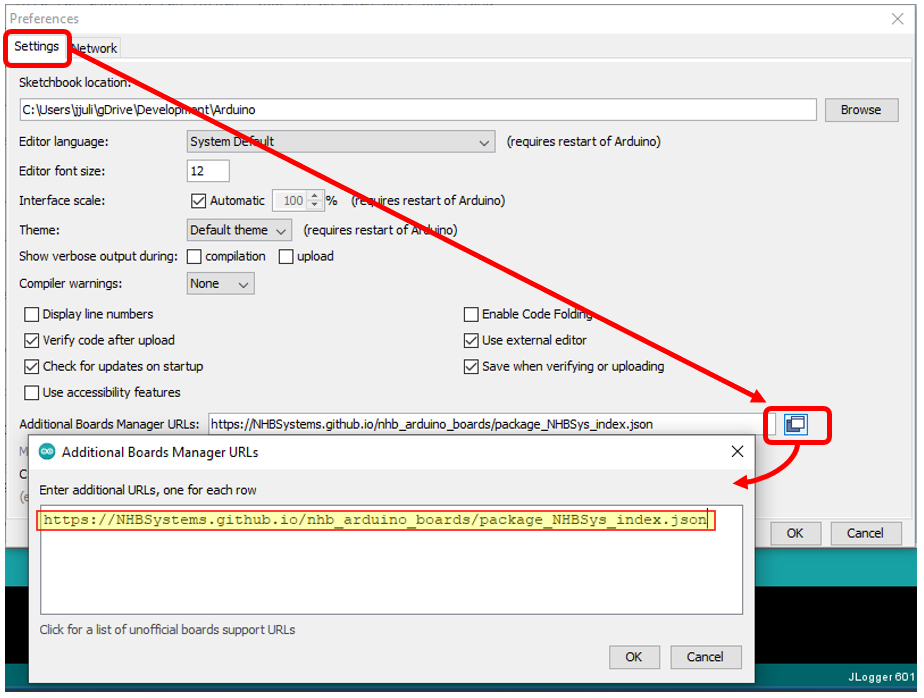 Preferences
Settings Network
Sketchbook location:
C:\Users\jjuli\gDrive\Development\Arduino Browse
Editor language: System Default (requires restart of Arduino)
Editor font size: 12
Interface scale: Automatic 100 % (requires restart of Arduino)
Theme: Default theme (requires restart of Arduino)
Show verbose output during: compilation upload
Compiler warnings: None
Display line numbers Enable Code Folding
Verify code after upload Use external editor
Check for updates on startup Save when verifying or uploading
Use accessibility features
Additional Boards Manager URLs: https://NHBSystems.github.io/nhb_arduino_boards/package_NHBSys_index.json
Additional Boards Manager URLs
Enter additional URLs, one for each row
https://NHBSystems.github.io/nhb_arduino_boards/package_NHBSys_index.json
OK Cancel
Click for a list of unofficial boards support URLs
OK Cancel
JLogger 601